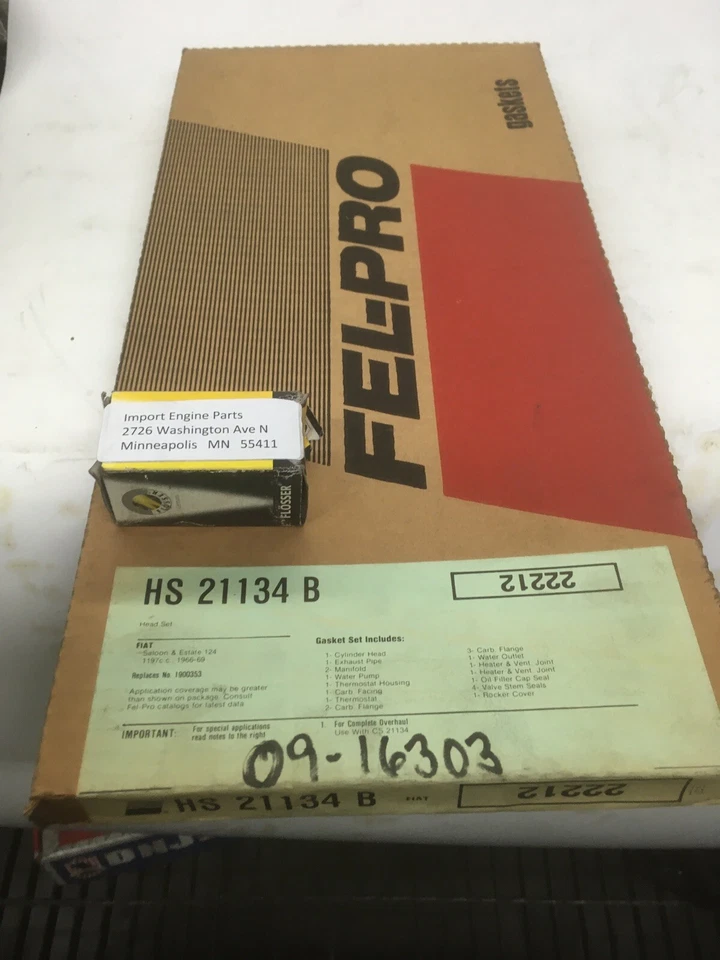 gaskets
FEL-PRO
Import Engine Parts
2726 Washington Ave N
Minneapolis MN 55411
FLÖSSER
HS 21134 B
22212
Head Set
FIAT
Saloon & Estate 124
1197c.c. 1966-69
Replaces No. 1900353
Application coverage may be greater
than shown on package. Consult
Fel-Pro catalogs for latest data
Gasket Set Includes:
1- Cylinder Head
1- Exhaust Pipe
2- Manifold
1- Water Pump
1- Thermostat Housing
1- Carb. Facing
1- Thermostat
2- Carb. Flange
3- Carb. Flange
1- Water Outlet
1- Heater & Vent. Joint
1- Heater & Vent. Joint
1- Oil Filler Cap Seal
4- Valve Stem Seals
1- Rocker Cover
IMPORTANT:
For special applications
read notes to the right
1. For Complete Overhaul
Use With CS 21134
09-16303
HS 21134 B
FIAT
22212